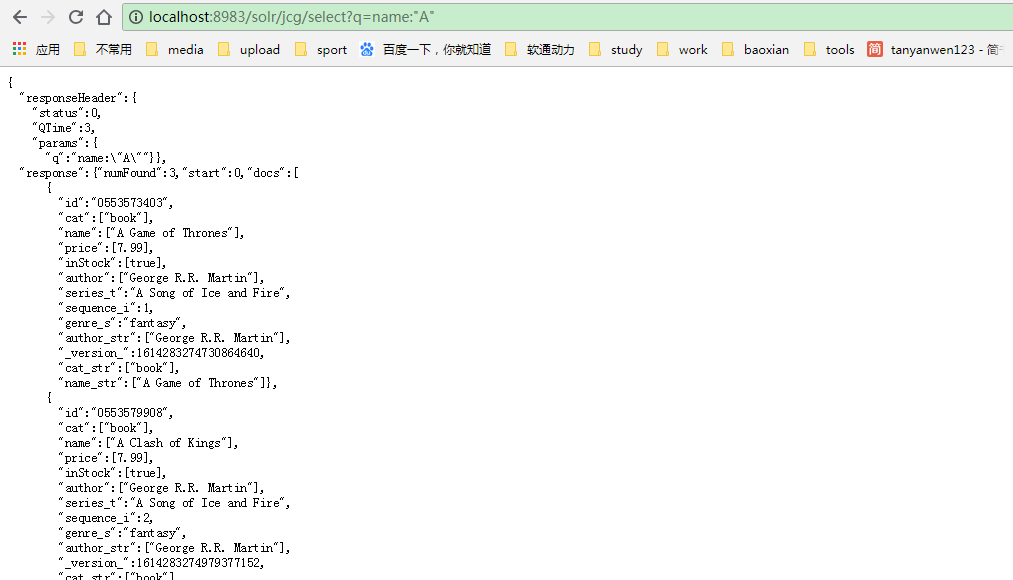 localhost:8983/solr/jcg/select?q=name:"A"
应用 不常用 media upload sport 百度一下，你就知道 软通动力 study work baoxian tools 简 tanyanwen123 - 简
{
"responseHeader":{
"status":0,
"QTime":3,
"params":{
"q":"name:\"A\""}},
"response":{"numFound":3,"start":0,"docs":[
{
"id":"0553573403",
"cat":["book"],
"name":["A Game of Thrones"],
"price":[7.99],
"inStock":[true],
"author":["George R.R. Martin"],
"series_t":"A Song of Ice and Fire",
"sequence_i":1,
"genre_s":"fantasy",
"author_str":["George R.R. Martin"],
"_version_":1614283274730864640,
"cat_str":["book"],
"name_str":["A Game of Thrones"]},
{
"id":"0553579908",
"cat":["book"],
"name":["A Clash of Kings"],
"price":[7.99],
"inStock":[true],
"author":["George R.R. Martin"],
"series_t":"A Song of Ice and Fire",
"sequence_i":2,
"genre_s":"fantasy",
"author_str":["George R.R. Martin"],
"_version_":1614283274979377152,
"cat_str":["book"]